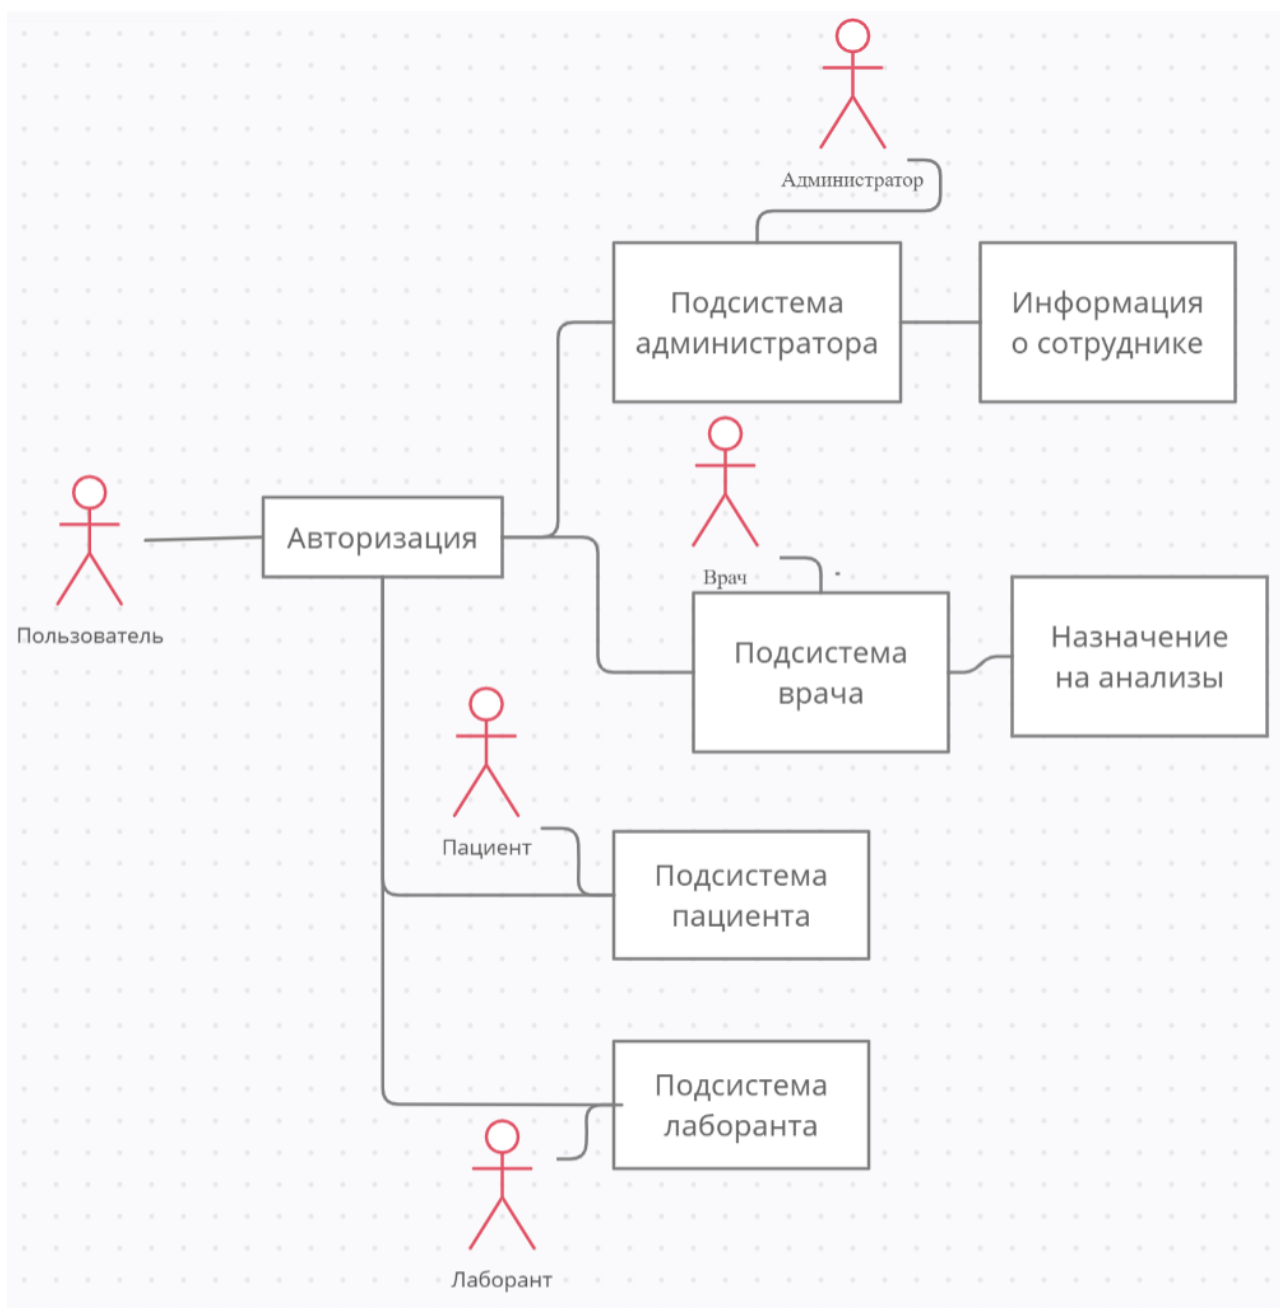 Администратор
Подсистема
администратора
Информация
о сотруднике
Пользователь
Авторизация
Врач
Подсистема
врача
Назначение
на анализы
Пациент
Подсистема
пациента
Подсистема
лаборанта
Лаборант